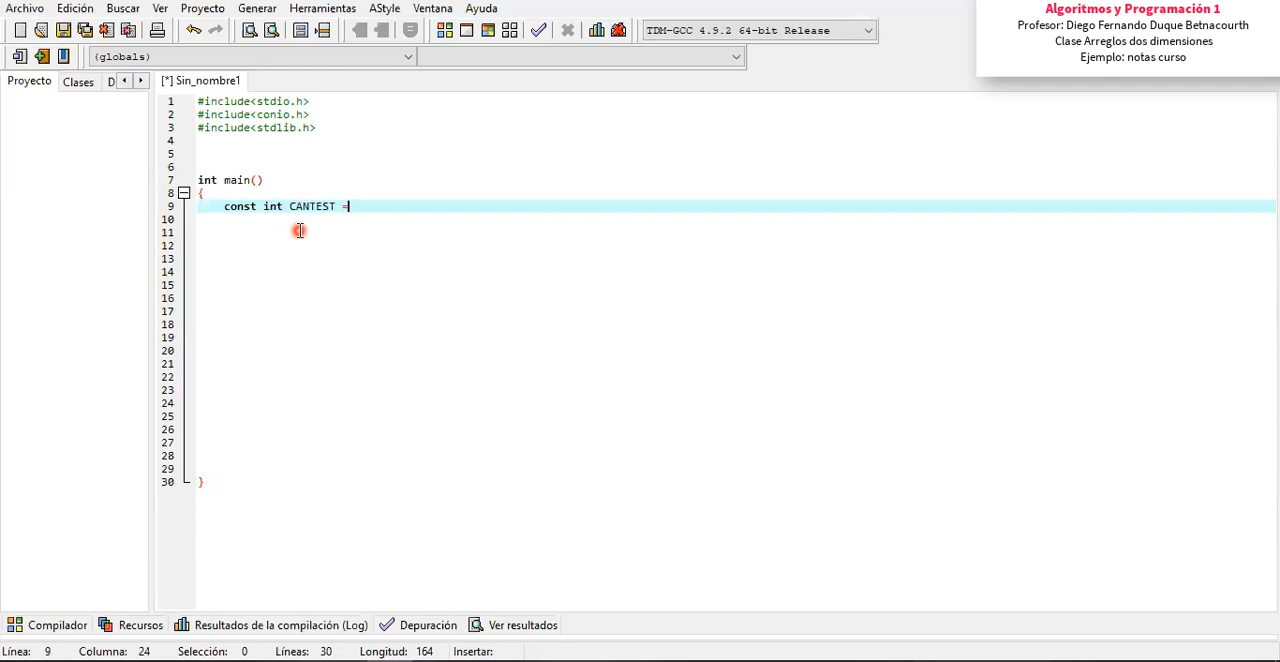 Archivo Edición Buscar Ver Proyecto Generar Herramientas AStyle Ventana Ayuda
Algoritmos y Programación 1
Profesor: Diego Fernando Duque Betnacourth
Clase Arreglos dos dimensiones
Ejemplo: notas curso
TDM-GCC 4.9.2 64-bit Release
(globals)
Proyecto Clases D
[*] Sin_nombre1
1 #include<stdio.h>
2 #include<conio.h>
3 #include<stdlib.h>
4
5
6
7 int main()
8 {
9 const int CANTEST =
10
11
12
13
14
15
16
17
18
19
20
21
22
23
24
25
26
27
28
29
30 }
Compilador Recursos Resultados de la compilación (Log) Depuración Ver resultados
Línea: 9 Columna: 24 Selección: 0 Líneas: 30 Longitud: 164 Insertar: